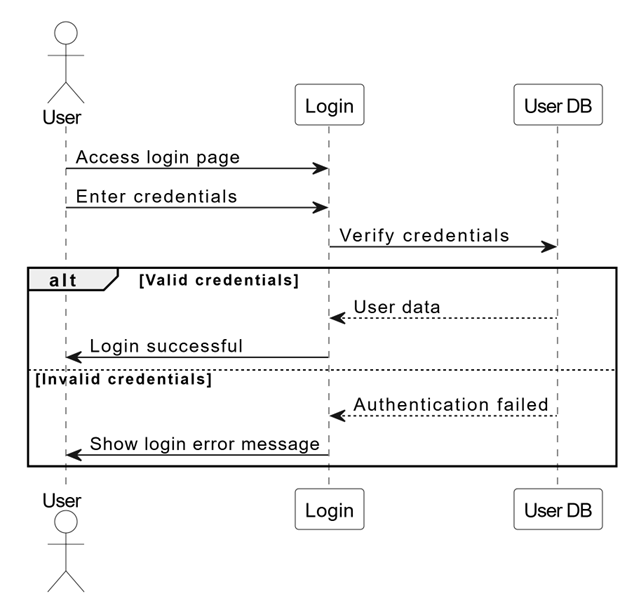 User
Login
User DB
Access login page
Enter credentials
Verify credentials
alt
[Valid credentials]
User data
Login successful
[Invalid credentials]
Authentication failed
Show login error message
User
Login
User DB